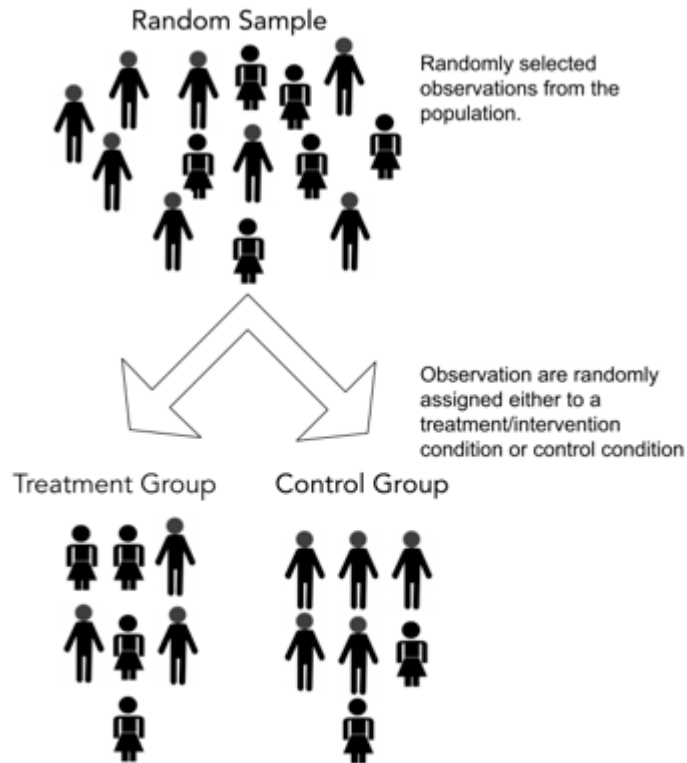 Random Sample
Randomly selected
observations from the
population.
Observation are randomly
assigned either to a
treatment/intervention
condition or control condition
Treatment Group
Control Group